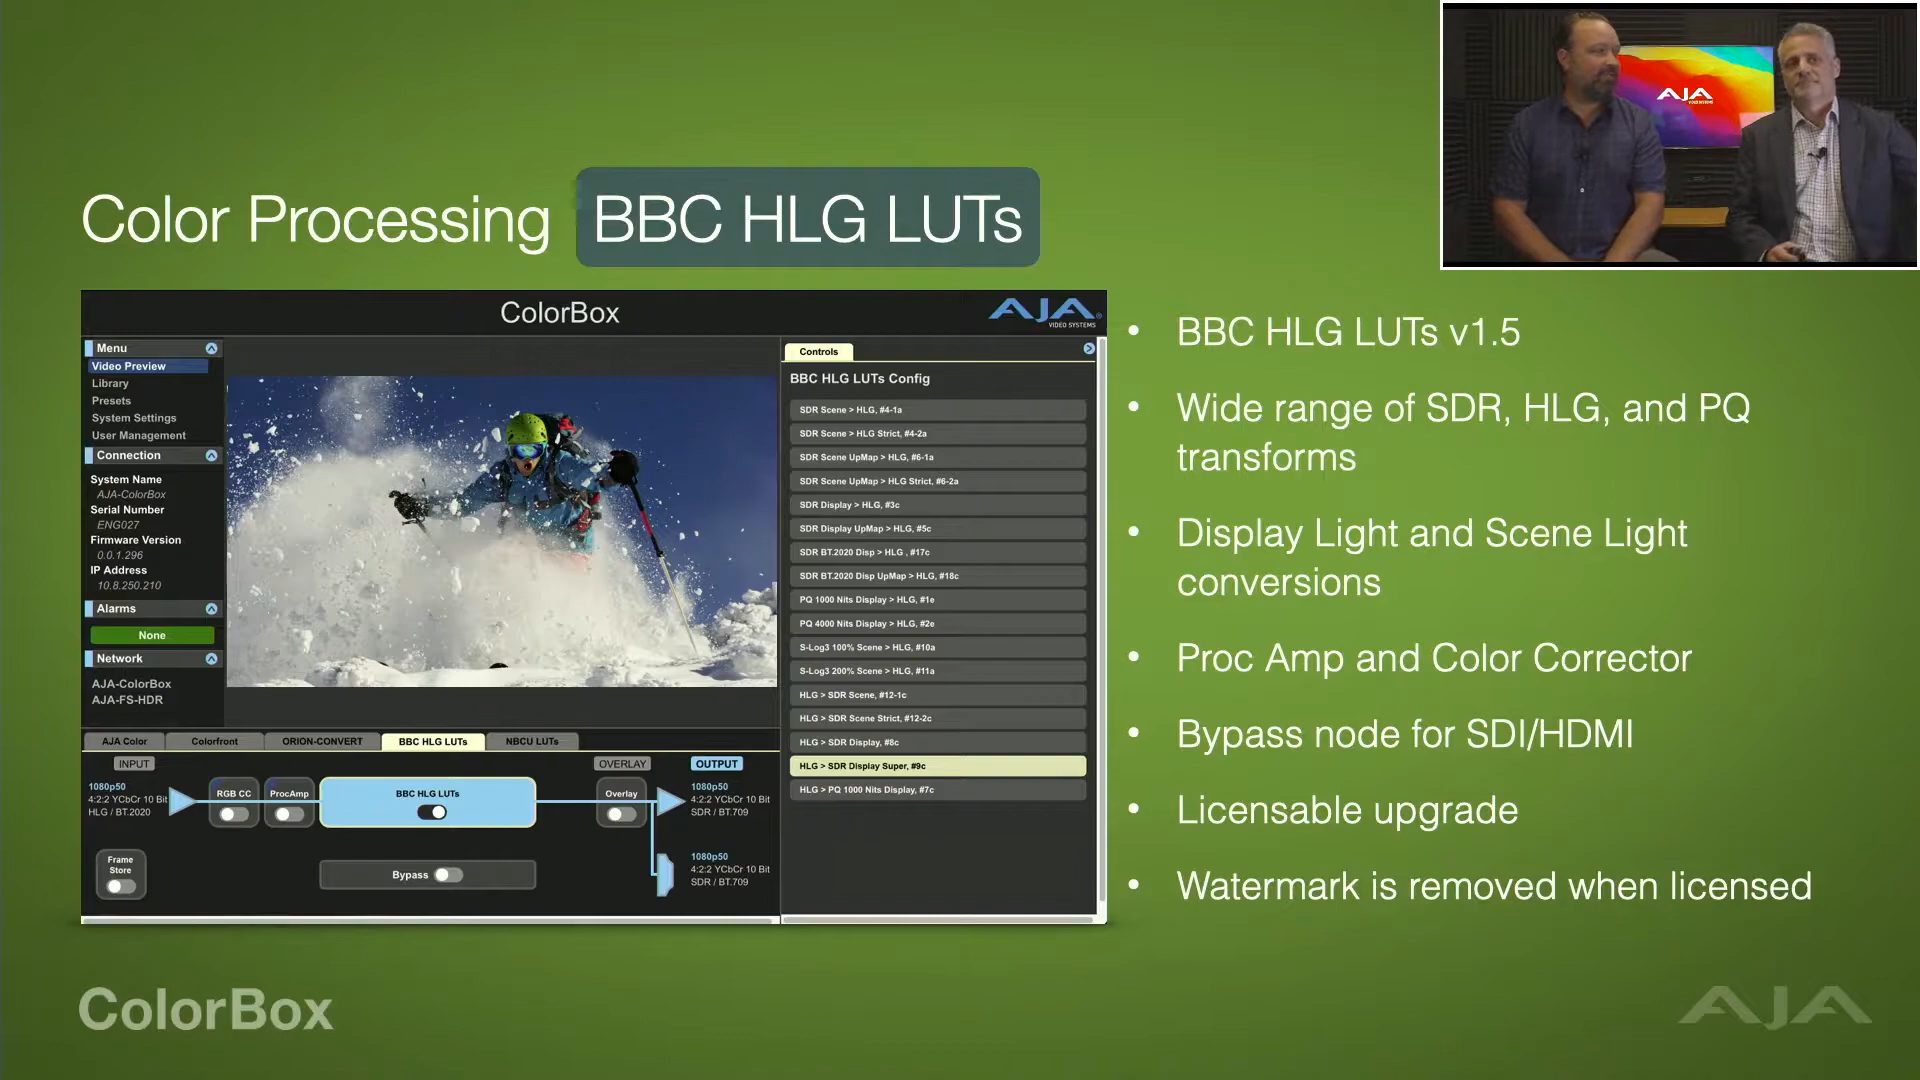 AJA
Color Processing BBC HLG LUTs
ColorBox
AJA
VIDEO SYSTEMS
Menu
Video Preview
Library
Presets
System Settings
User Management
Connection
System Name
AJA-ColorBox
Serial Number
ENG027
Firmware Version
0.0.1.296
IP Address
10.8.250.210
Alarms
None
Network
AJA-ColorBox
AJA-FS-HDR
Controls
BBC HLG LUTs Config
SDR Scene > HLG, #4-1a
SDR Scene > HLG Strict, #4-2a
SDR Scene UpMap > HLG, #6-1a
SDR Scene UpMap > HLG Strict, #6-2a
SDR Display > HLG, #3c
SDR Display UpMap > HLG, #5c
SDR BT.2020 Disp > HLG , #17c
SDR BT.2020 Disp UpMap > HLG, #18c
PQ 1000 Nits Display > HLG, #1e
PQ 4000 Nits Display > HLG, #2e
S-Log3 100% Scene > HLG, #10a
S-Log3 200% Scene > HLG, #11a
HLG > SDR Scene, #12-1c
HLG > SDR Scene Strict, #12-2c
HLG > SDR Display, #8c
HLG > SDR Display Super, #9c
HLG > PQ 1000 Nits Display, #7c
AJA Color Colorfront ORION-CONVERT BBC HLG LUTs NBCU LUTs
INPUT OVERLAY OUTPUT
1080p50
4:2:2 YCbCr 10 Bit
HLG / BT.2020
RGB CC ProcAmp BBC HLG LUTs Overlay
1080p50
4:2:2 YCbCr 10 Bit
SDR / BT.709
Frame
Store
Bypass
1080p50
4:2:2 YCbCr 10 Bit
SDR / BT.709
• BBC HLG LUTs v1.5
• Wide range of SDR, HLG, and PQ
transforms
• Display Light and Scene Light
conversions
• Proc Amp and Color Corrector
• Bypass node for SDI/HDMI
• Licensable upgrade
• Watermark is removed when licensed
ColorBox
AJA